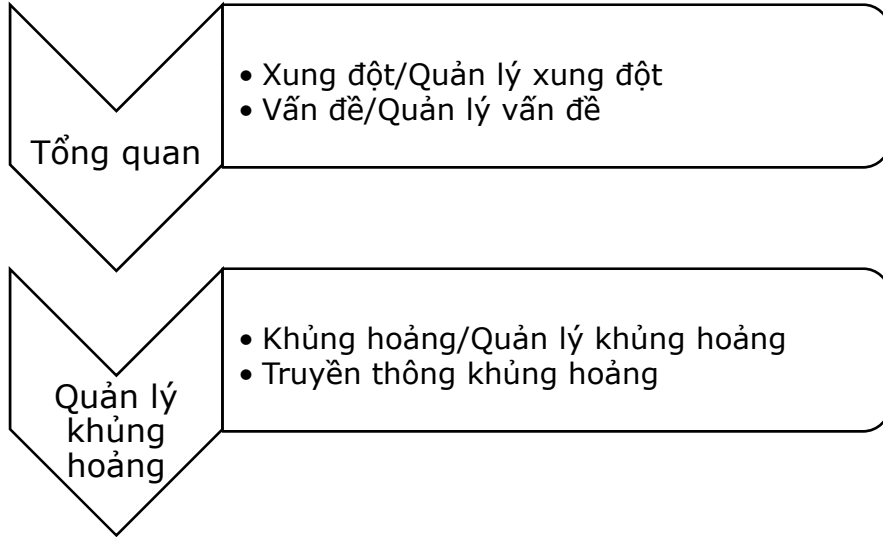 Tổng quan
• Xung đột/Quản lý xung đột
• Vấn đề/Quản lý vấn đề
Quản lý
khủng
hoảng
• Khủng hoảng/Quản lý khủng hoảng
• Truyền thông khủng hoảng